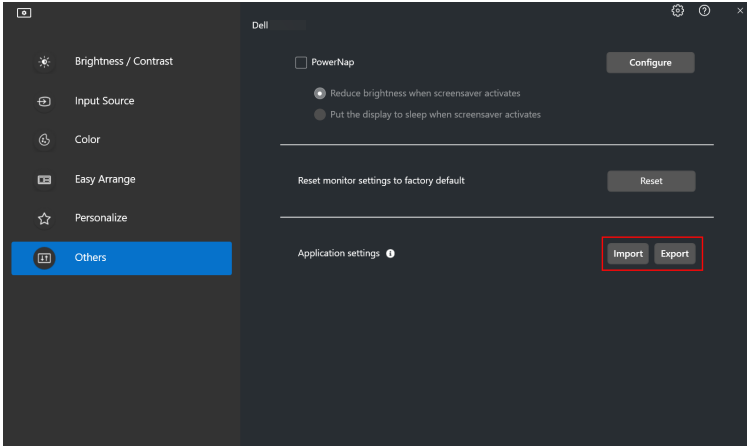 Dell
Brightness / Contrast
Input Source
Color
Easy Arrange
Personalize
Others
PowerNap
Configure
Reduce brightness when screensaver activates
Put the display to sleep when screensaver activates
Reset monitor settings to factory default
Reset
Application settings
Import
Export